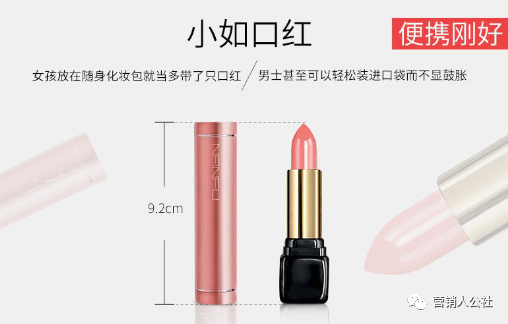 小如口红
便携刚好
女孩放在随身化妆包就当多带了只口红
男士甚至可以轻松装进口袋而不显鼓胀
9.2cm
营销人公社